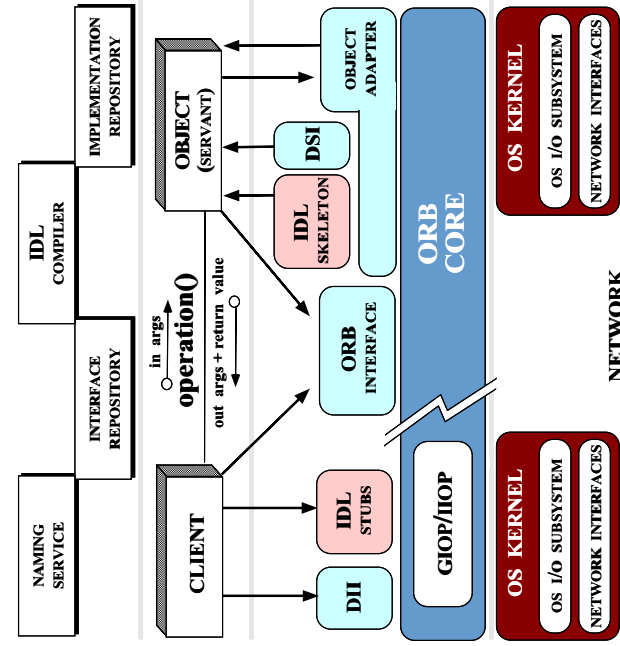 NAMING
SERVICE
INTERFACE
REPOSITORY
IDL
COMPILER
IMPLEMENTATION
REPOSITORY
CLIENT
in args
operation()
out args + return value
OBJECT
(SERVANT)
DII
IDL
STUBS
ORB
INTERFACE
IDL
SKELETON
DSI
OBJECT
ADAPTER
GIOP/IIOP
ORB
CORE
OS KERNEL
OS I/O SUBSYSTEM
NETWORK INTERFACES
OS KERNEL
OS I/O SUBSYSTEM
NETWORK INTERFACES
NETWORK